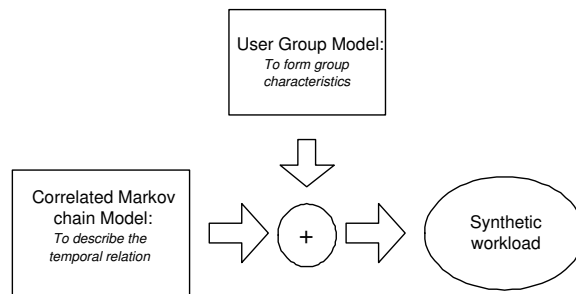 User Group Model:
To form group
characteristics
Correlated Markov
chain Model:
To describe the
temporal relation
+
Synthetic
workload